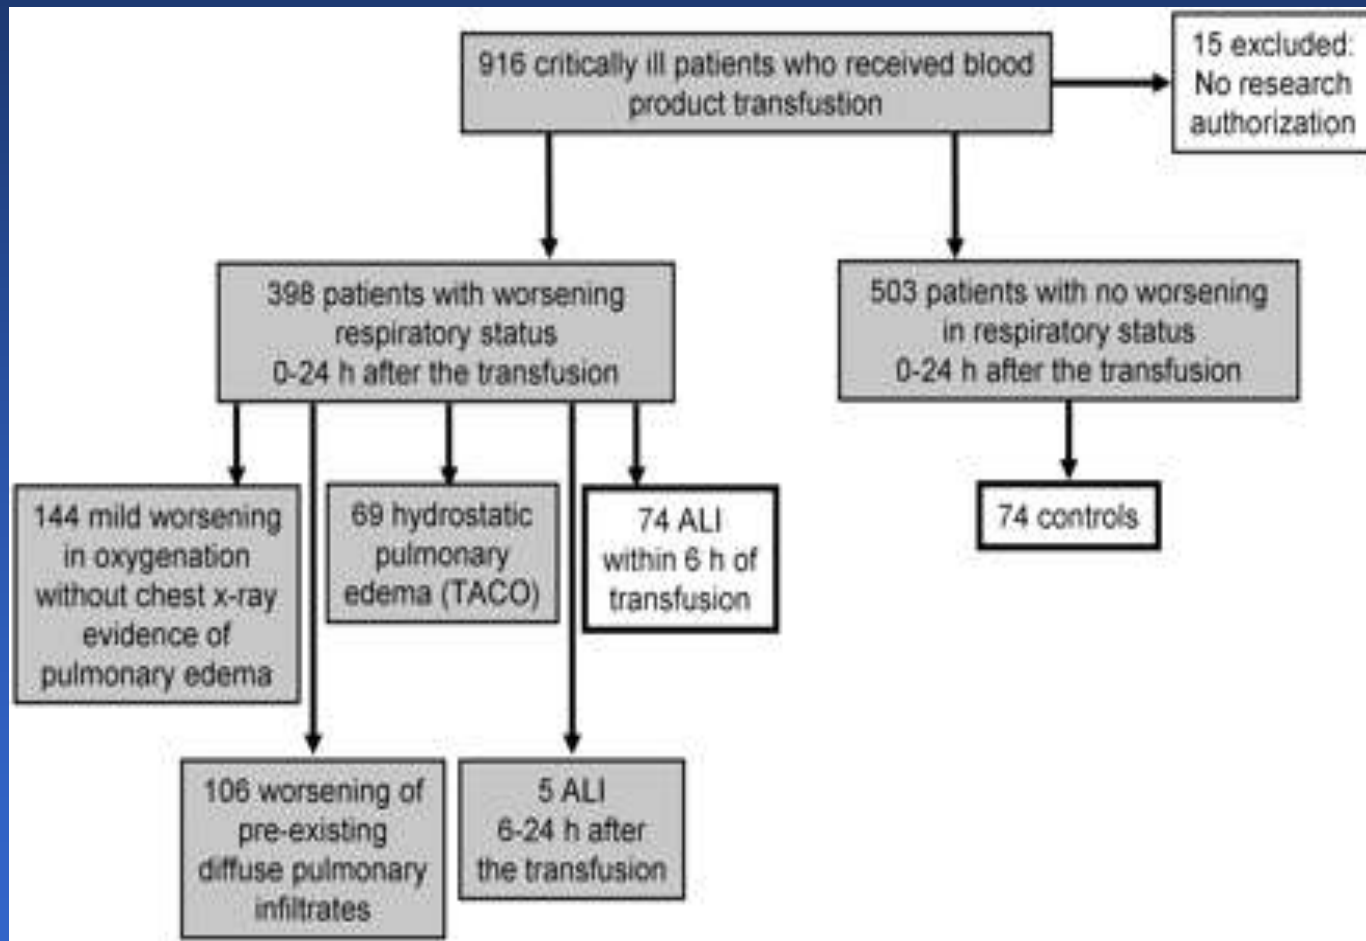 916 critically ill patients who received blood
product transfustion
15 excluded:
No research
authorization
398 patients with worsening
respiratory status
0-24 h after the transfusion
503 patients with no worsening
in respiratory status
0-24 h after the transfusion
144 mild worsening
in oxygenation
without chest x-ray
evidence of
pulmonary edema
69 hydrostatic
pulmonary
edema (TACO)
74 ALI
within 6 h of
transfusion
74 controls
106 worsening of
pre-existing
diffuse pulmonary
infiltrates
5 ALI
6-24 h after
the transfusion